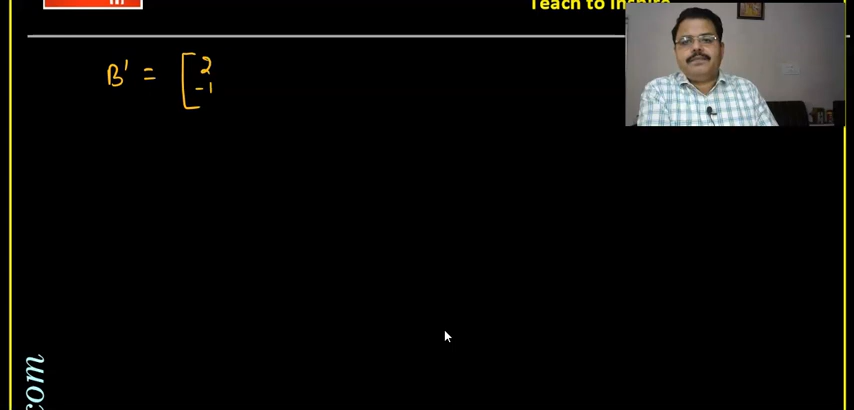 Teach to Inspire
B' = [ 2
-1
com